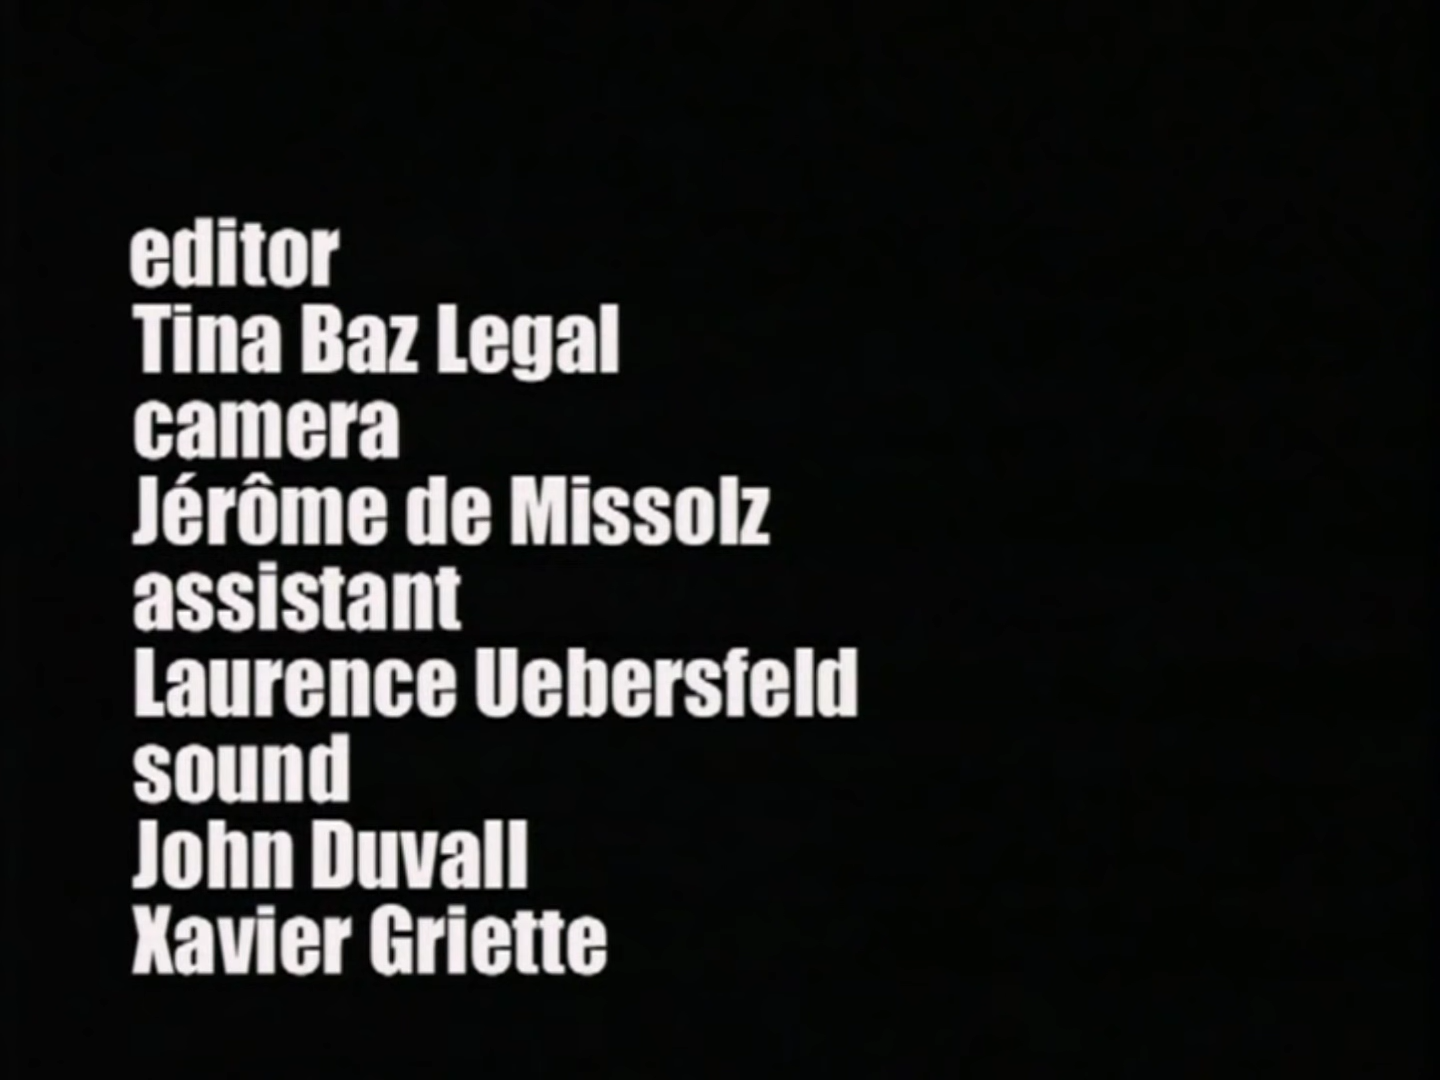 editor
Tina Baz Legal
camera
Jérôme de Missolz
assistant
Laurence Uebersfeld
sound
John Duvall
Xavier Griette